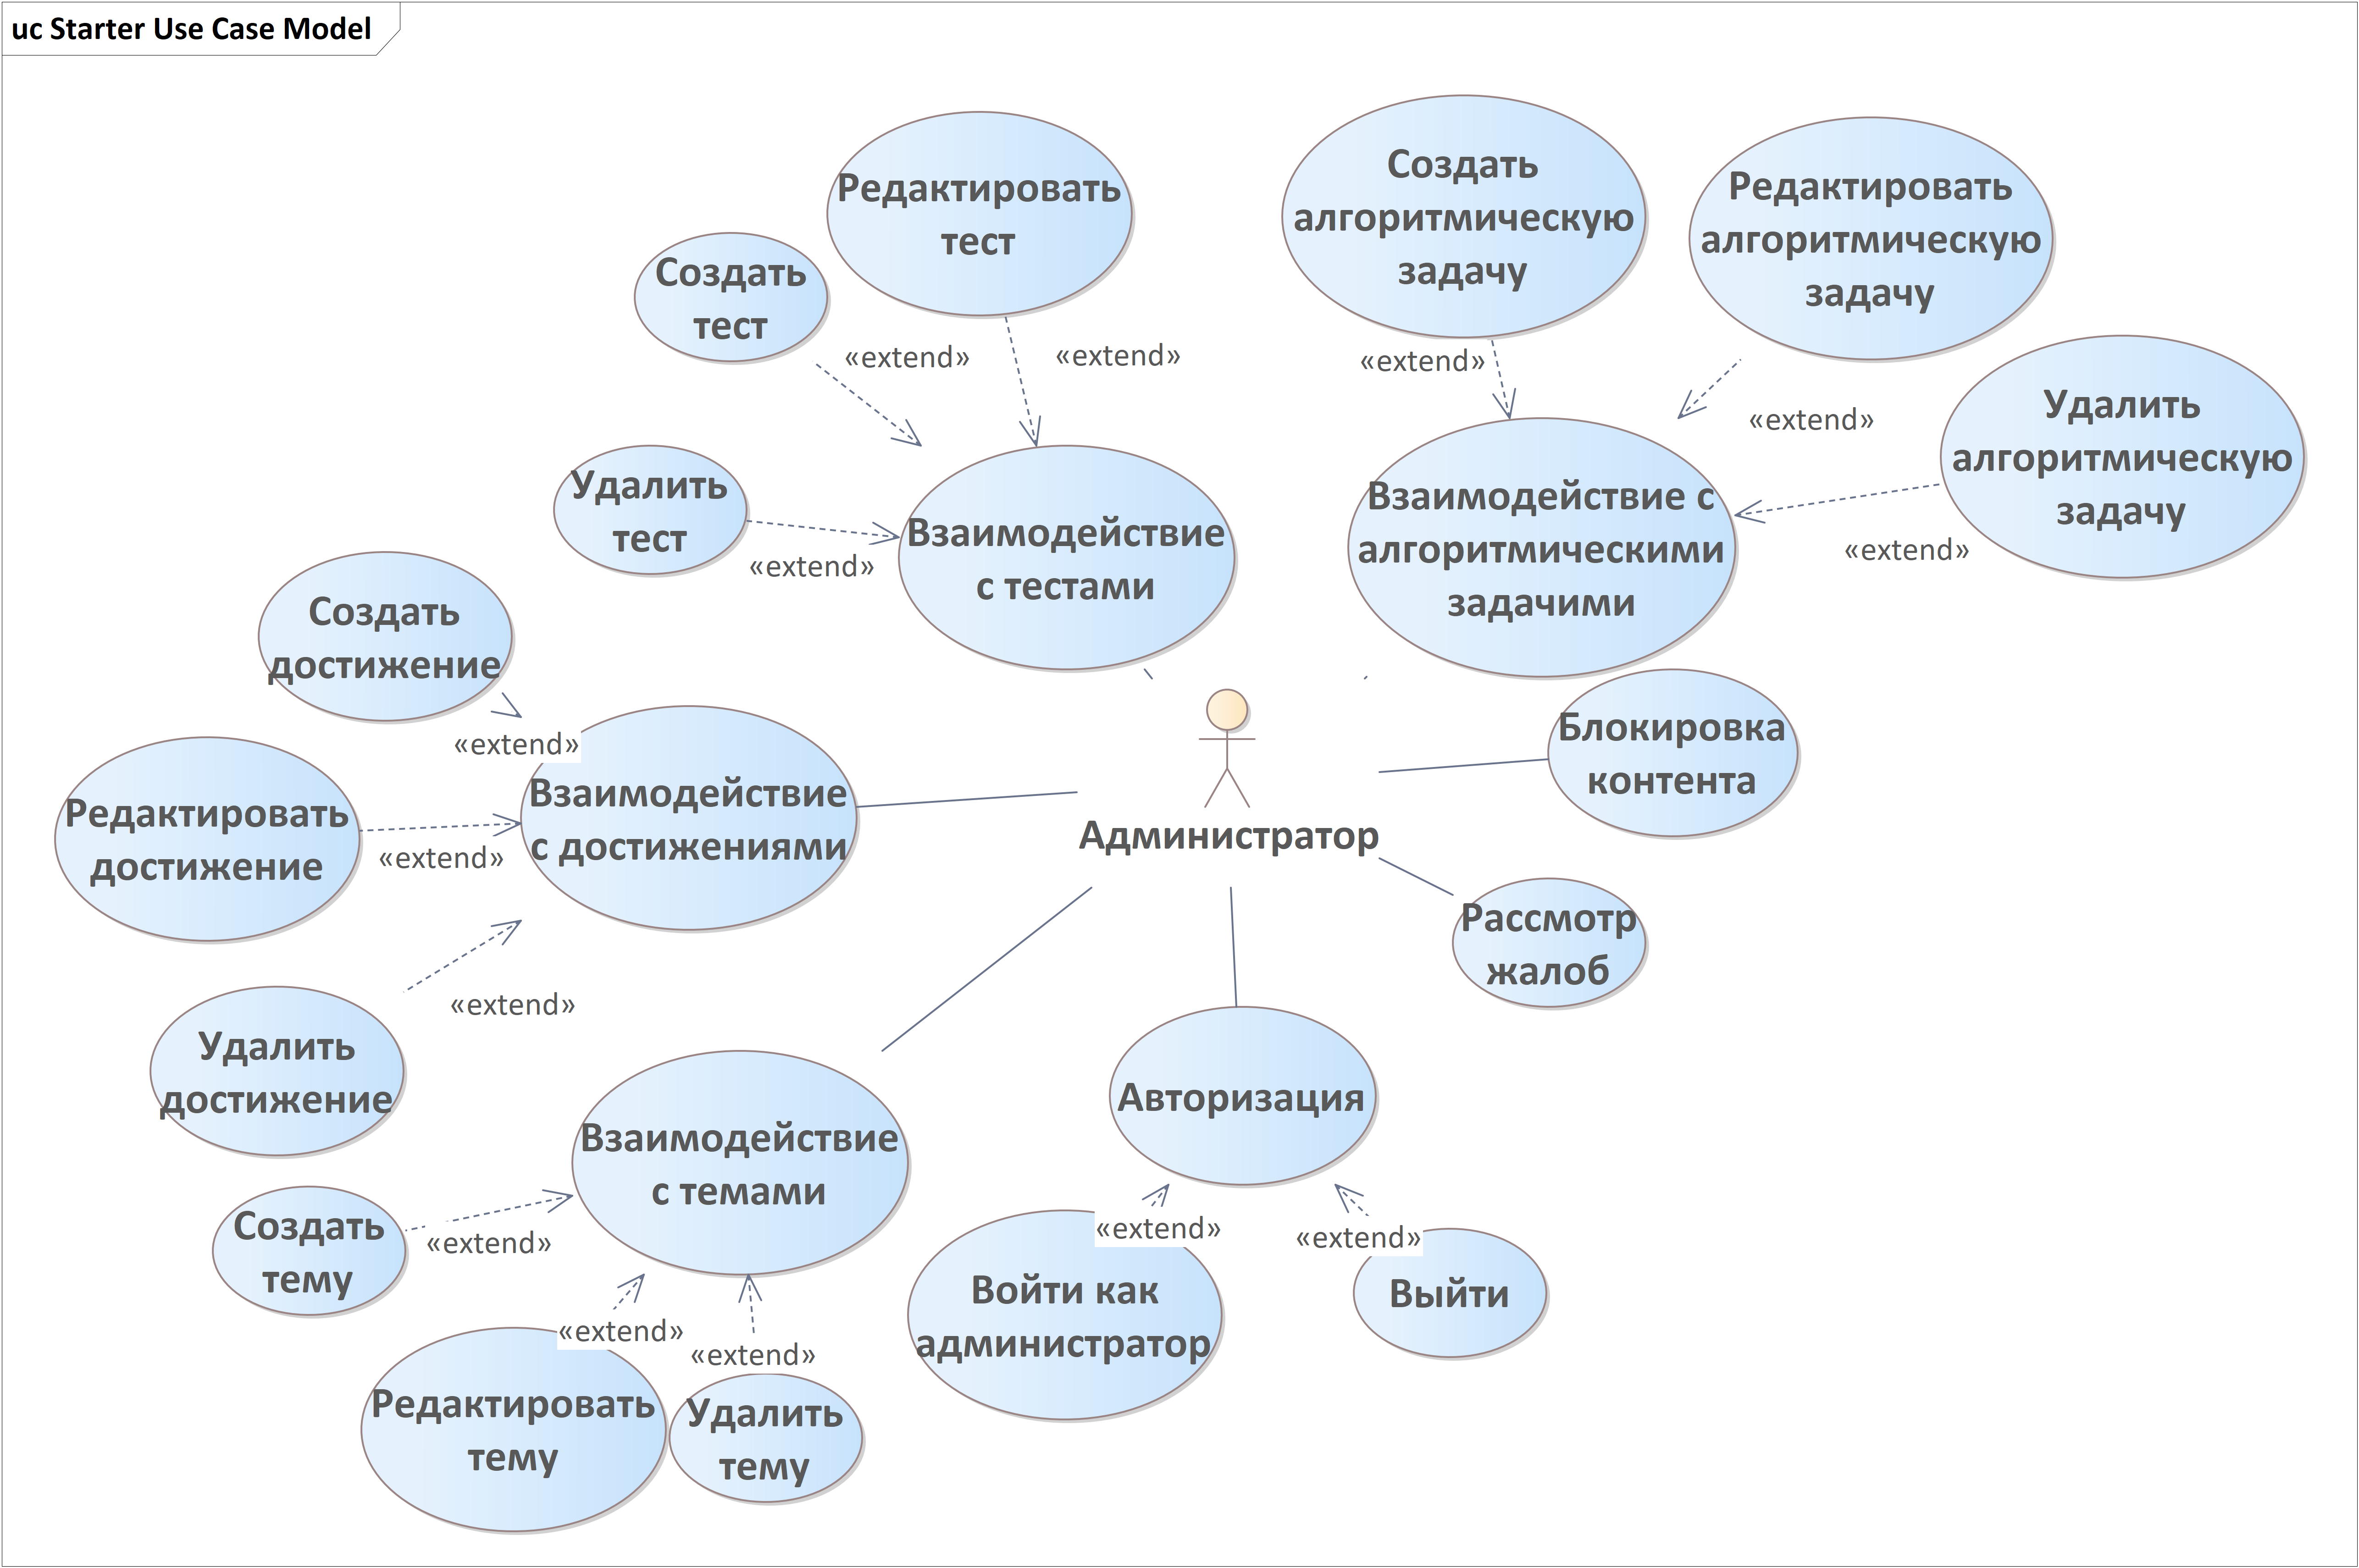 uc Starter Use Case Model
Создать
алгоритмическую
задачу
Редактировать
тест
Редактировать
алгоритмическую
задачу
Создать
тест
«extend»
«extend»
«extend»
«extend»
Удалить
алгоритмическую
задачу
Удалить
тест
«extend»
Взаимодействие
с тестами
Взаимодействие с
алгоритмическими
задачими
«extend»
Создать
достижение
«extend»
Блокировка
контента
Редактировать
достижение
«extend»
Взаимодействие
с достижениями
Администратор
Рассмотр
жалоб
«extend»
Удалить
достижение
Взаимодействие
с темами
Авторизация
Создать
тему
«extend»
«extend»
«extend»
Войти как
администратор
Выйти
«extend»
«extend»
Редактировать
тему
Удалить
тему